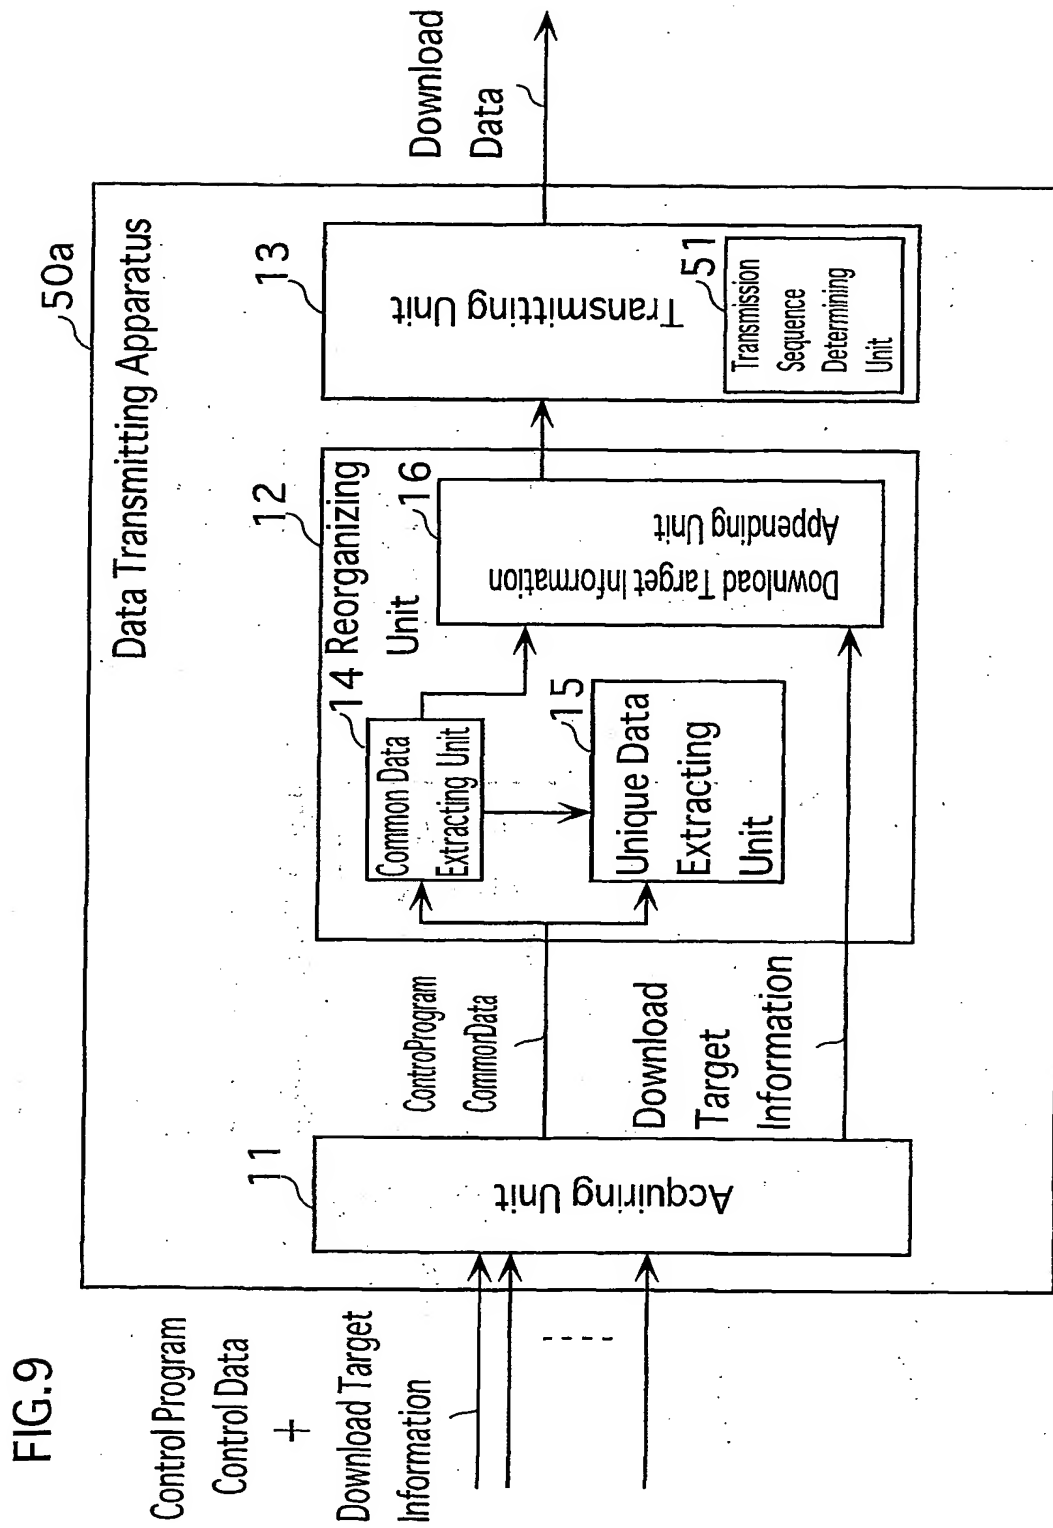 FIG.9
50a
Data Transmitting Apparatus
Control Program
Control Data
+
Download Target
Information
11
Acquiring Unit
ControProgram
CommorData
Download
Target
Information
12
Reorganizing
Unit
14
Common Data
Extracting Unit
15
Unique Data
Extracting
Unit
16
Download Target Information
Appending Unit
13
Transmitting Unit
51
Transmission
Sequence
Determining
Unit
Download
Data